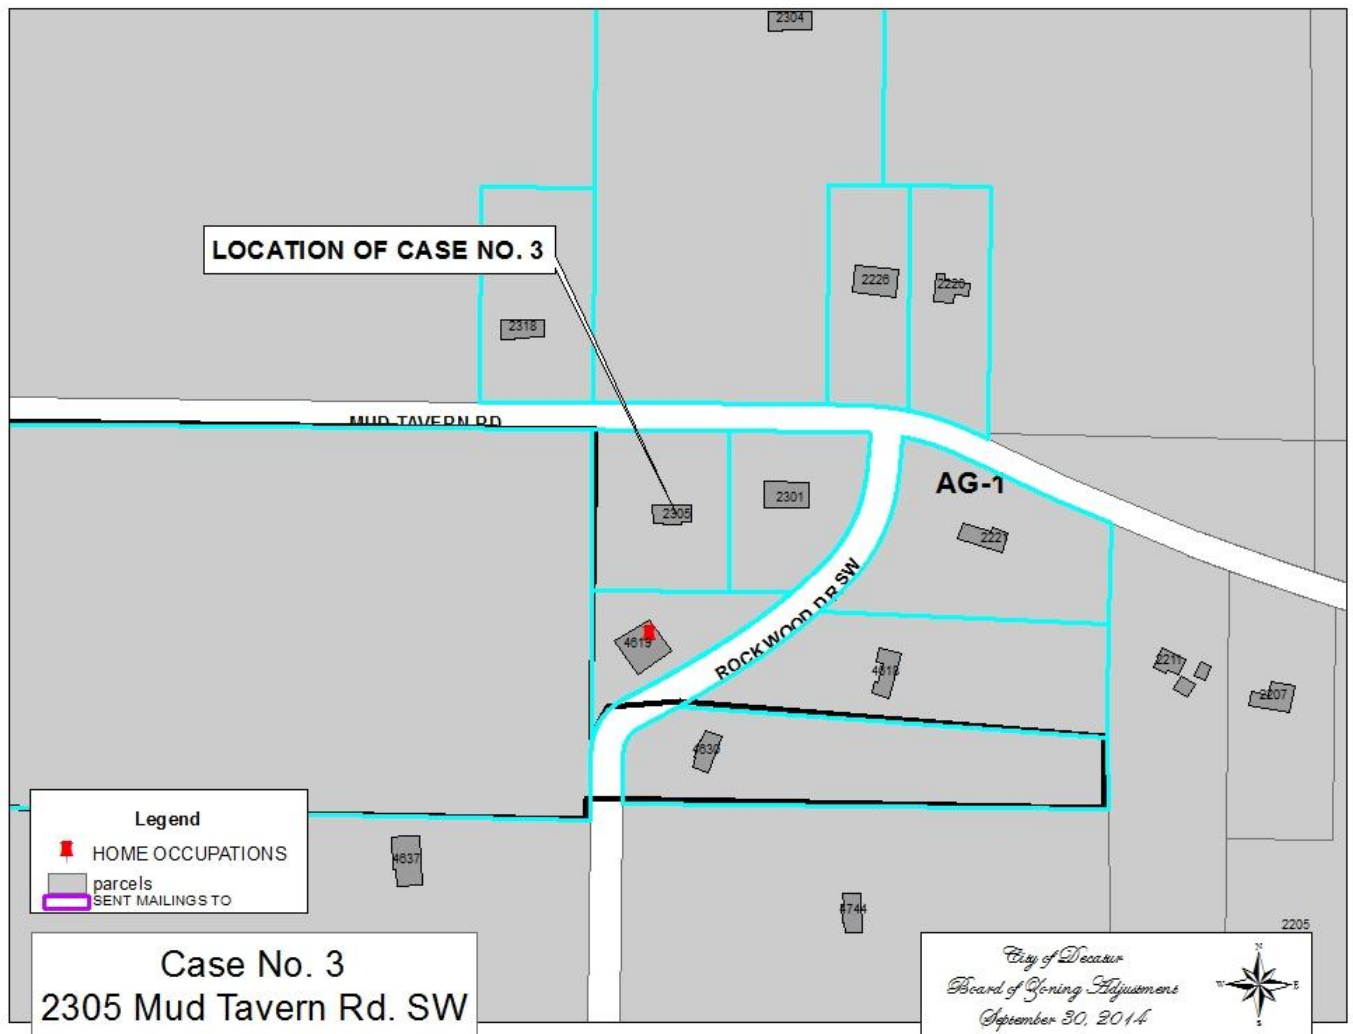 2304
LOCATION OF CASE NO. 3
2226
2220
2318
MUD TAVERN RD
AG-1
2301
2305
2221
ROCKWOOD DR SW
4619
4618
2211
2207
4630
Legend
HOME OCCUPATIONS
parcels
SENT MAILINGS TO
4637
4744
2205
Case No. 3
2305 Mud Tavern Rd. SW
City of Decatur
Board of Zoning Adjustment
September 30, 2014
N
W
E
S